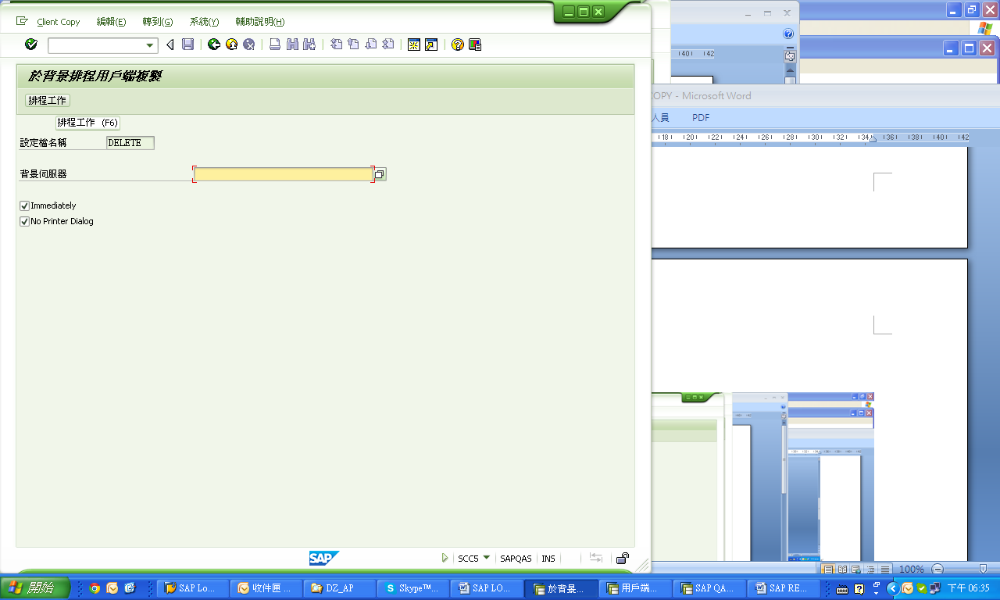 Client Copy 編輯(E) 轉到(G) 系統(Y) 輔助說明(H)
於背景排程用戶端複製
排程工作
排程工作 (F6)
設定檔名稱 DELETE
背景伺服器
Immediately
No Printer Dialog
SAP
SCC5 SAPQAS INS
40 42
COPY - Microsoft Word
人員 PDF
18 20 22 24 26 28 30 32 34 36 38 40 42
100%
開始 SAP Lo... 收件匣 ... DZ_AP Skype™... SAP LO... 於背景... 用戶端... SAP QA... SAP RE... 下午 06:35